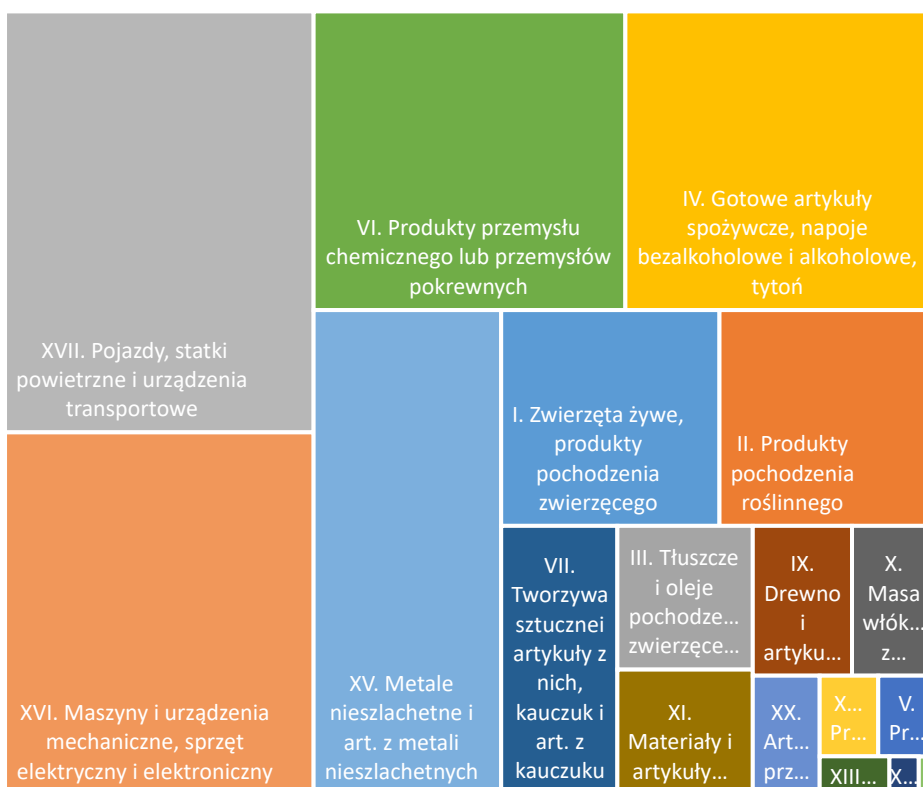 XVII. Pojazdy, statki
powietrzne i urządzenia
transportowe
VI. Produkty przemysłu
chemicznego lub przemysłów
pokrewnych
IV. Gotowe artykuły
spożywcze, napoje
bezalkoholowe i alkoholowe,
tytoń
XVI. Maszyny i urządzenia
mechaniczne, sprzęt
elektryczny i elektroniczny
XV. Metale
nieszlachetne i
art. z metali
nieszlachetnych
I. Zwierzęta żywe,
produkty
pochodzenia
zwierzęcego
II. Produkty
pochodzenia
roślinnego
VII.
Tworzywa
sztucznei
artykuły z
nich,
kauczuk i
art. z
kauczuku
III. Tłuszcze
i oleje
pochodze...
zwierzęce...
IX.
Drewno
i
artyku...
X.
Masa
włók...
z...
XI.
Materiały i
artykuły...
XX.
Art...
prz...
X...
Pr...
V.
Pr...
XIII...
X...